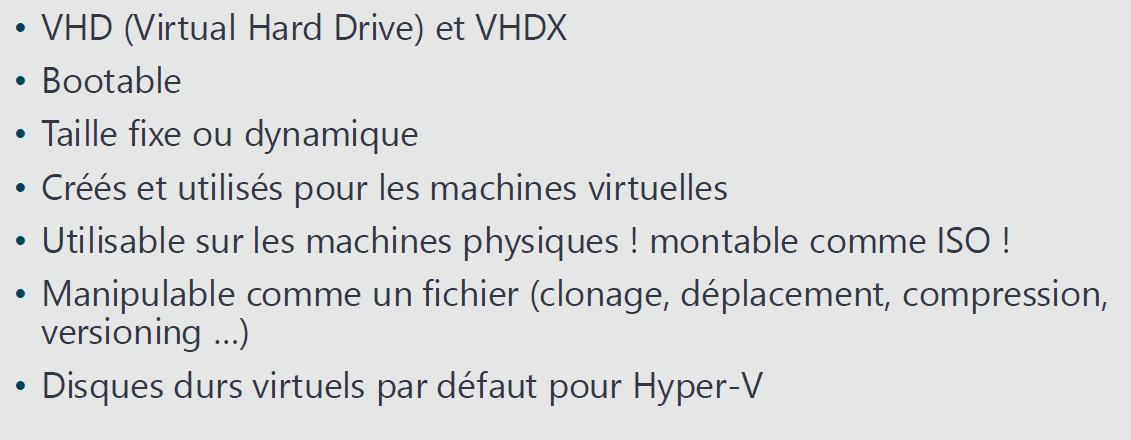 • VHD (Virtual Hard Drive) et VHDX
• Bootable
• Taille fixe ou dynamique
• Créés et utilisés pour les machines virtuelles
• Utilisable sur les machines physiques ! montable comme ISO !
• Manipulable comme un fichier (clonage, déplacement, compression,
versioning …)
• Disques durs virtuels par défaut pour Hyper-V